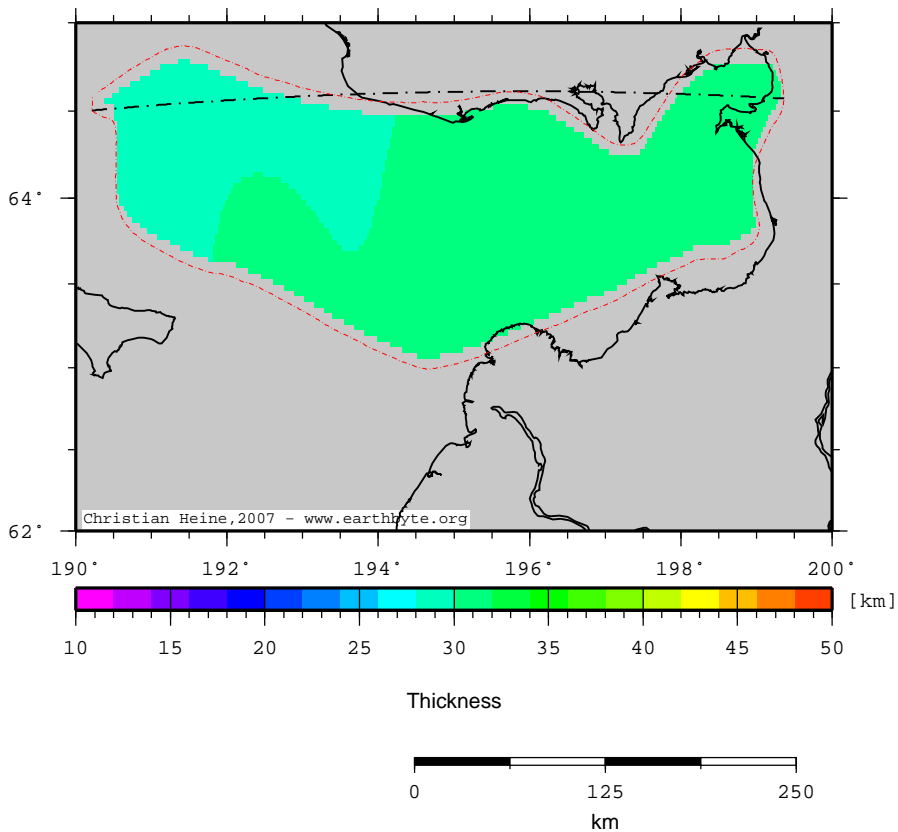 64°
62°
Christian Heine,2007 - www.earthbyte.org
190° 192° 194° 196° 198° 200°
[km]
10 15 20 25 30 35 40 45 50
Thickness
0 125 250
km